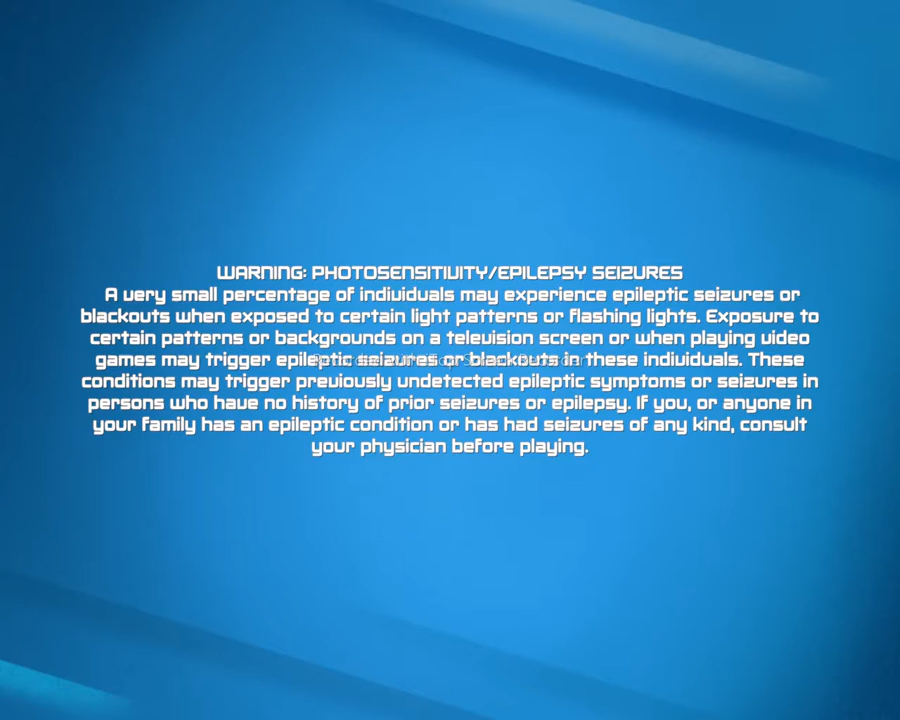 WARNING: PHOTOSENSITIVITY/EPILEPSY SEIZURES
A very small percentage of individuals may experience epileptic seizures or
blackouts when exposed to certain light patterns or flashing lights. Exposure to
certain patterns or backgrounds on a television screen or when playing video
games may trigger epileptic seizures or blackouts in these individuals. These
conditions may trigger previously undetected epileptic symptoms or seizures in
persons who have no history of prior seizures or epilepsy. If you, or anyone in
your family has an epileptic condition or has had seizures of any kind, consult
your physician before playing.